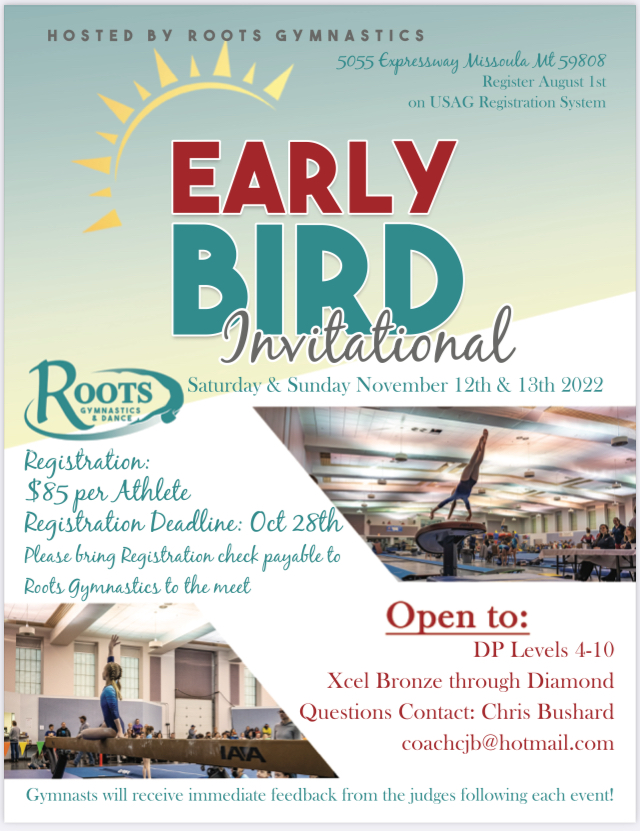 HOSTED BY ROOTS GYMNASTICS
5055 Expressway Missoula Mt 59808
Register August 1st
on USAG Registration System
EARLY
BIRD
Invitational
ROOTS
GYMNASTICS
& DANCE
Saturday & Sunday November 12th & 13th 2022
Registration:
$85 per Athlete
Registration Deadline: Oct 28th
Please bring Registration check payable to
Roots Gymnastics to the meet
Open to:
DP Levels 4-10
Xcel Bronze through Diamond
Questions Contact: Chris Bushard
coachcjb@hotmail.com
IATA
Gymnasts will receive immediate feedback from the judges following each event!